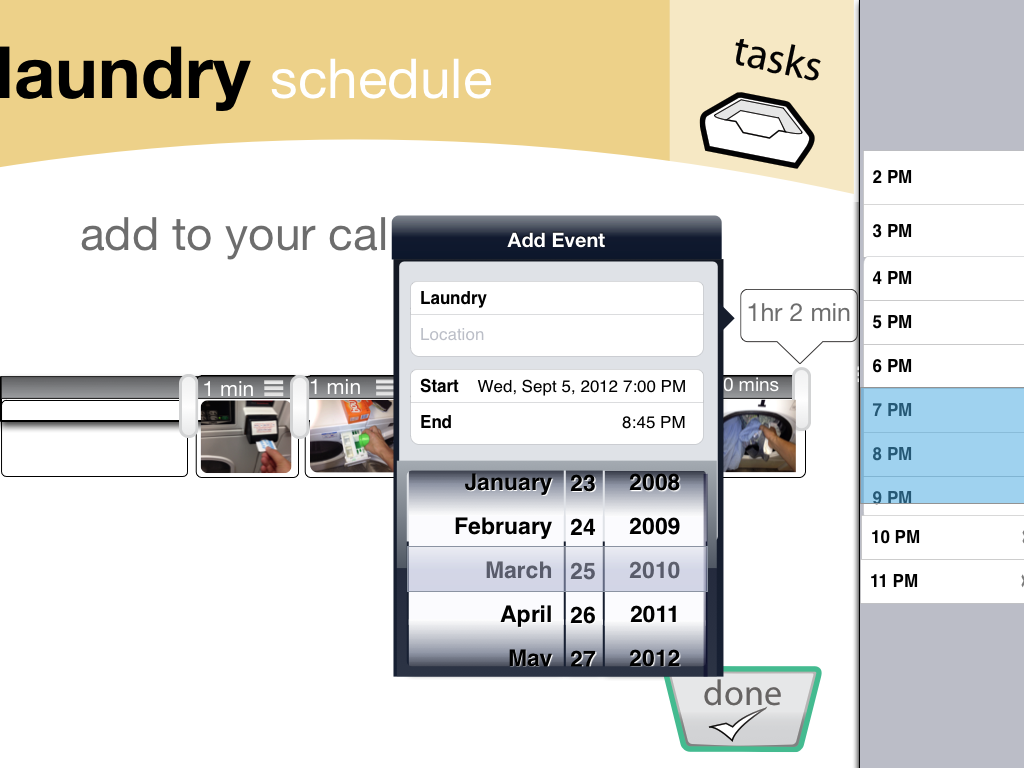 laundry schedule
tasks
add to your cal
Add Event
Laundry
Location
1hr 2 min
Start Wed, Sept 5, 2012 7:00 PM
End 8:45 PM
1 min
1 min
0 mins
January 23 2008
February 24 2009
March 25 2010
April 26 2011
May 27 2012
done
2 PM
3 PM
4 PM
5 PM
6 PM
7 PM
8 PM
9 PM
10 PM
11 PM